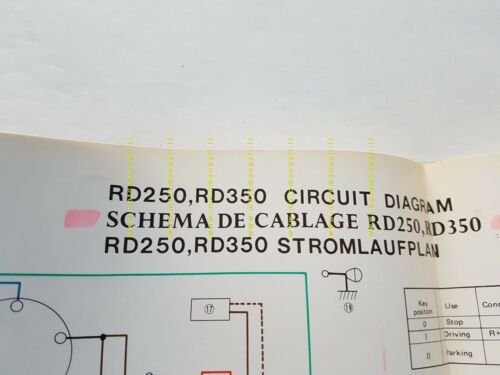 RD250,RD350 CIRCUIT DIAGRAM
SCHEMA DE CABLAGE RD250,RD350
RD250,RD350 STROMLAUFPLAN
17
19
Key position Use
0 Stop
I Driving R+
II Parking